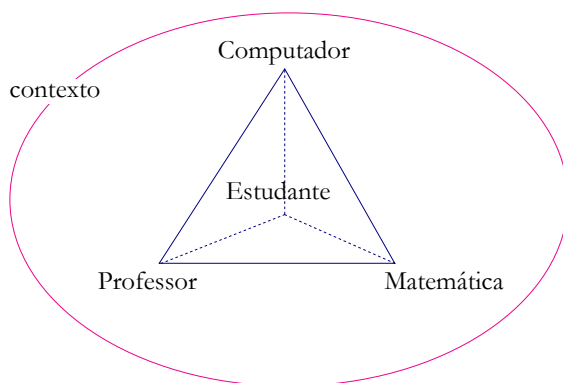 Computador
contexto
Estudante
Professor
Matemática